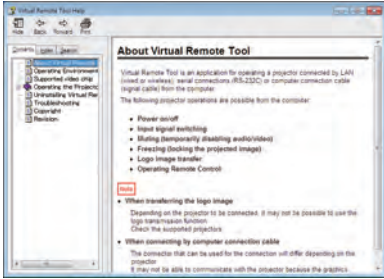 Virtual Remote Tool Help
Hide Back Forward Print
Contents Index Search
About Virtual Remote
Operating Environment
Supported video chip
Operating the Projecto
Uninstalling Virtual Rem
Troubleshooting
Copyright
Revision
About Virtual Remote Tool
Virtual Remote Tool is an application for operating a projector connected by LAN
(wired or wireless), serial connections (RS-232C) or computer connection cable
(signal cable) from the computer.
The following projector operations are possible from the computer.
• Power on/off
• Input signal switching
• Muting (temporarily disabling audio/video)
• Freezing (locking the projected image)
• Logo image transfer
• Operating Remote Control
Note
• When transferring the logo image
Depending on the projector to be connected, it may not be possible to use the
logo transmission function.
Check the supported projectors.
• When connecting by computer connection cable
The connector that can be used for the connection will differ depending on the
projector.
It may not be able to communicate with the projector because the graphics